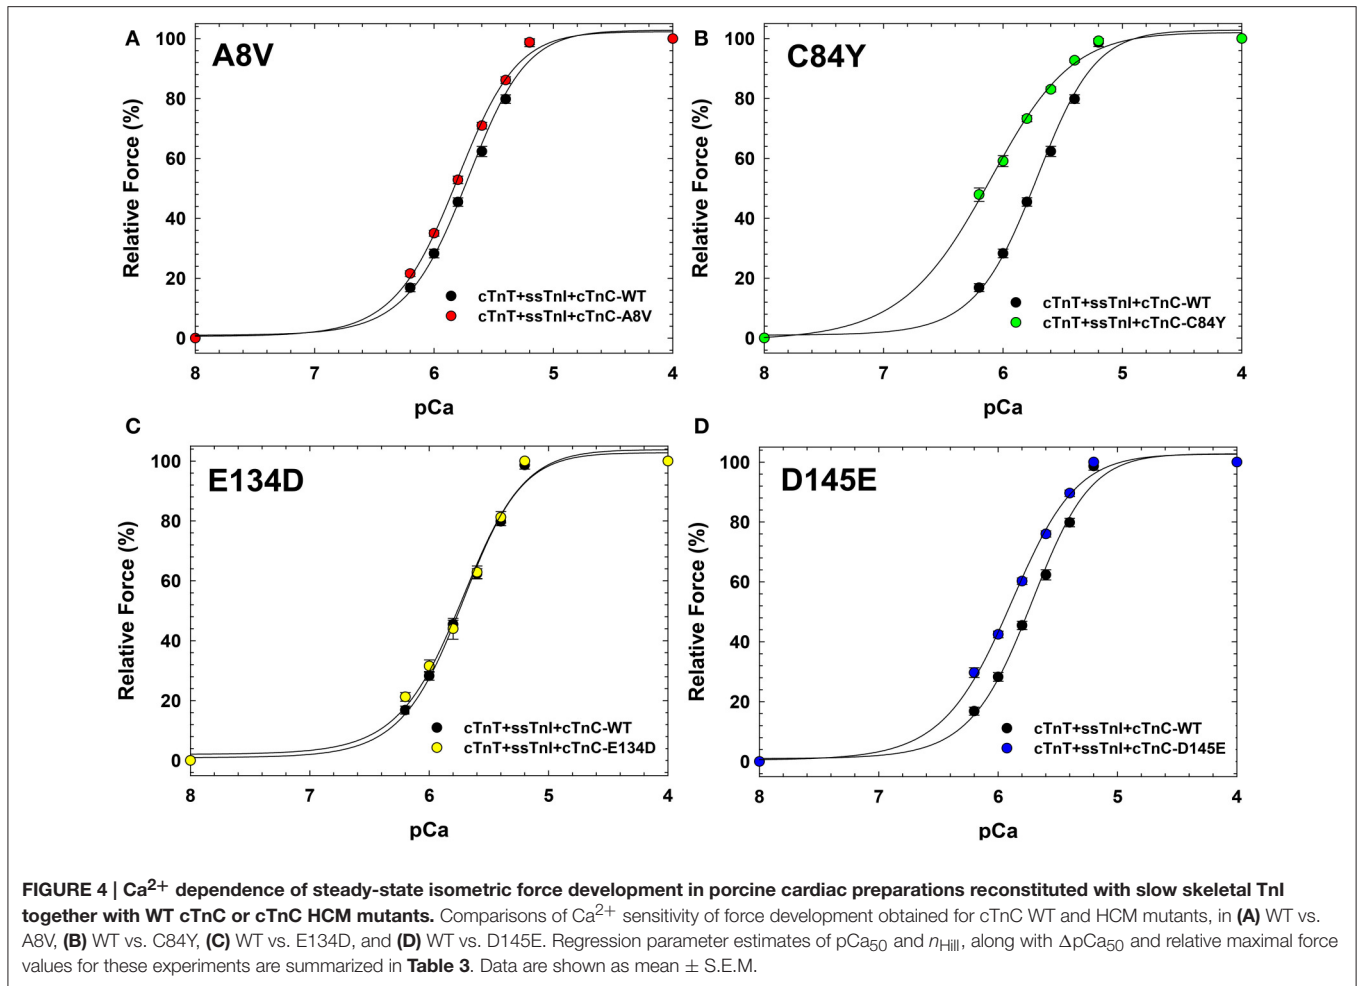 A
A8V
Relative Force (%)
100
80
60
40
20
0
cTnT+ssTnI+cTnC-WT
cTnT+ssTnI+cTnC-A8V
8 7 6 5 4
pCa
B
C84Y
Relative Force (%)
100
80
60
40
20
0
cTnT+ssTnI+cTnC-WT
cTnT+ssTnI+cTnC-C84Y
8 7 6 5 4
pCa
C
E134D
Relative Force (%)
100
80
60
40
20
0
cTnT+ssTnI+cTnC-WT
cTnT+ssTnI+cTnC-E134D
8 7 6 5 4
pCa
D
D145E
Relative Force (%)
100
80
60
40
20
0
cTnT+ssTnI+cTnC-WT
cTnT+ssTnI+cTnC-D145E
8 7 6 5 4
pCa
FIGURE 4 | Ca²⁺ dependence of steady-state isometric force development in porcine cardiac preparations reconstituted with slow skeletal TnI
together with WT cTnC or cTnC HCM mutants. Comparisons of Ca²⁺ sensitivity of force development obtained for cTnC WT and HCM mutants, in (A) WT vs.
A8V, (B) WT vs. C84Y, (C) WT vs. E134D, and (D) WT vs. D145E. Regression parameter estimates of pCa₅₀ and nHill, along with ΔpCa₅₀ and relative maximal force
values for these experiments are summarized in Table 3. Data are shown as mean ± S.E.M.